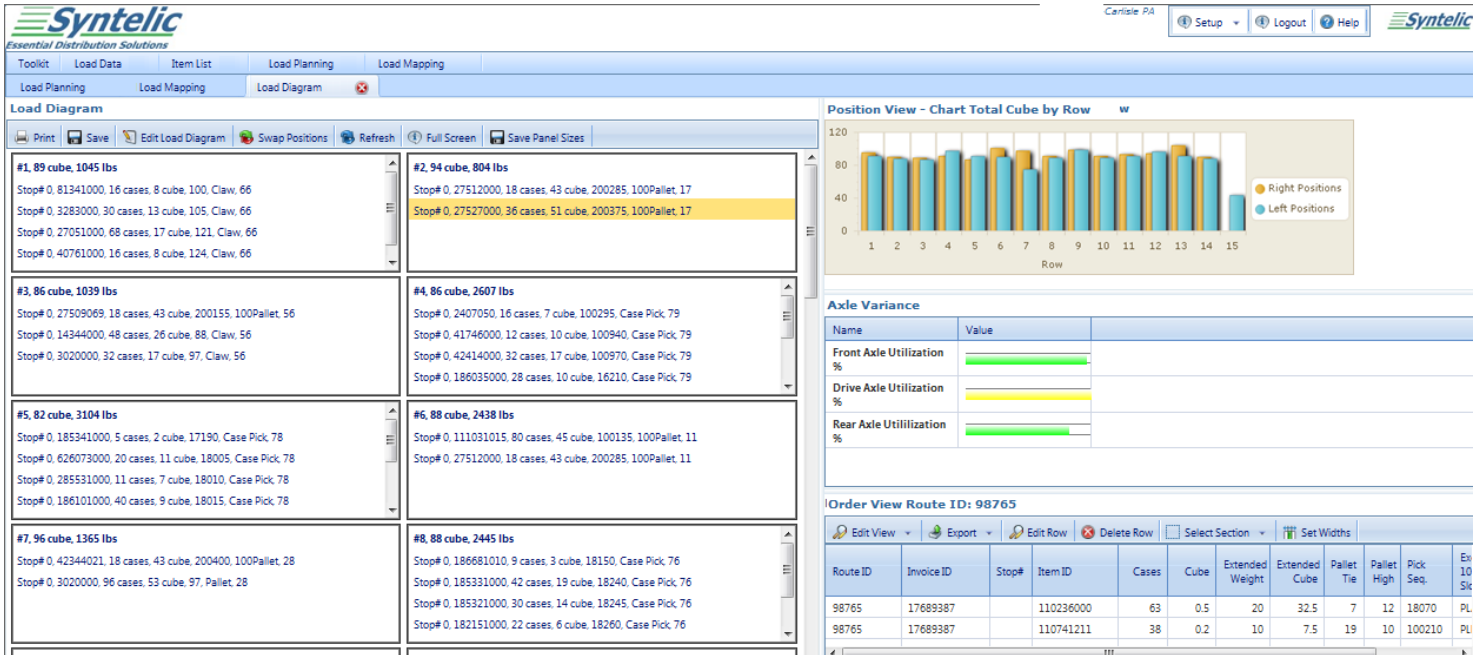 Syntelic
Essential Distribution Solutions
Carlisle PA
Setup Logout Help
Syntelic
Toolkit Load Data Item List Load Planning Load Mapping
Load Planning Load Mapping Load Diagram
Load Diagram
Print Save Edit Load Diagram Swap Positions Refresh Full Screen Save Panel Sizes
#1, 89 cube, 1045 lbs
Stop# 0, 81341000, 16 cases, 8 cube, 100, Claw, 66
Stop# 0, 3283000, 30 cases, 13 cube, 105, Claw, 66
Stop# 0, 27051000, 68 cases, 17 cube, 121, Claw, 66
Stop# 0, 40761000, 16 cases, 8 cube, 124, Claw, 66
#2, 94 cube, 804 lbs
Stop# 0, 27512000, 18 cases, 43 cube, 200285, 100Pallet, 17
Stop# 0, 27527000, 36 cases, 51 cube, 200375, 100Pallet, 17
#3, 86 cube, 1039 lbs
Stop# 0, 27509069, 18 cases, 43 cube, 200155, 100Pallet, 56
Stop# 0, 14344000, 48 cases, 26 cube, 88, Claw, 56
Stop# 0, 3020000, 32 cases, 17 cube, 97, Claw, 56
#4, 86 cube, 2607 lbs
Stop# 0, 2407050, 16 cases, 7 cube, 100295, Case Pick, 79
Stop# 0, 41746000, 12 cases, 10 cube, 100940, Case Pick, 79
Stop# 0, 42414000, 32 cases, 17 cube, 100970, Case Pick, 79
Stop# 0, 186035000, 28 cases, 10 cube, 16210, Case Pick, 79
#5, 82 cube, 3104 lbs
Stop# 0, 185341000, 5 cases, 2 cube, 17190, Case Pick, 78
Stop# 0, 626073000, 20 cases, 11 cube, 18005, Case Pick, 78
Stop# 0, 285531000, 11 cases, 7 cube, 18010, Case Pick, 78
Stop# 0, 186101000, 40 cases, 9 cube, 18015, Case Pick, 78
#6, 88 cube, 2438 lbs
Stop# 0, 111031015, 80 cases, 45 cube, 100135, 100Pallet, 11
Stop# 0, 27512000, 18 cases, 43 cube, 200285, 100Pallet, 11
#7, 96 cube, 1365 lbs
Stop# 0, 42344021, 18 cases, 43 cube, 200400, 100Pallet, 28
Stop# 0, 3020000, 96 cases, 53 cube, 97, Pallet, 28
#8, 88 cube, 2445 lbs
Stop# 0, 186681010, 9 cases, 3 cube, 18150, Case Pick, 76
Stop# 0, 185331000, 42 cases, 19 cube, 18240, Case Pick, 76
Stop# 0, 185321000, 30 cases, 14 cube, 18245, Case Pick, 76
Stop# 0, 182151000, 22 cases, 6 cube, 18260, Case Pick, 76
Position View - Chart Total Cube by Row w
120
80
40
0
1 2 3 4 5 6 7 8 9 10 11 12 13 14 15
Row
Right Positions
Left Positions
Axle Variance
Name Value
Front Axle Utilization
%
Drive Axle Utilization
%
Rear Axle Utililization
%
Order View Route ID: 98765
Edit View Export Edit Row Delete Row Select Section Set Widths
Route ID Invoice ID Stop# Item ID Cases Cube Extended Weight Extended Cube Pallet Tie Pallet High Pick Seq.
98765 17689387 110236000 63 0.5 20 32.5 7 12 18070
98765 17689387 110741211 38 0.2 10 7.5 19 10 100210